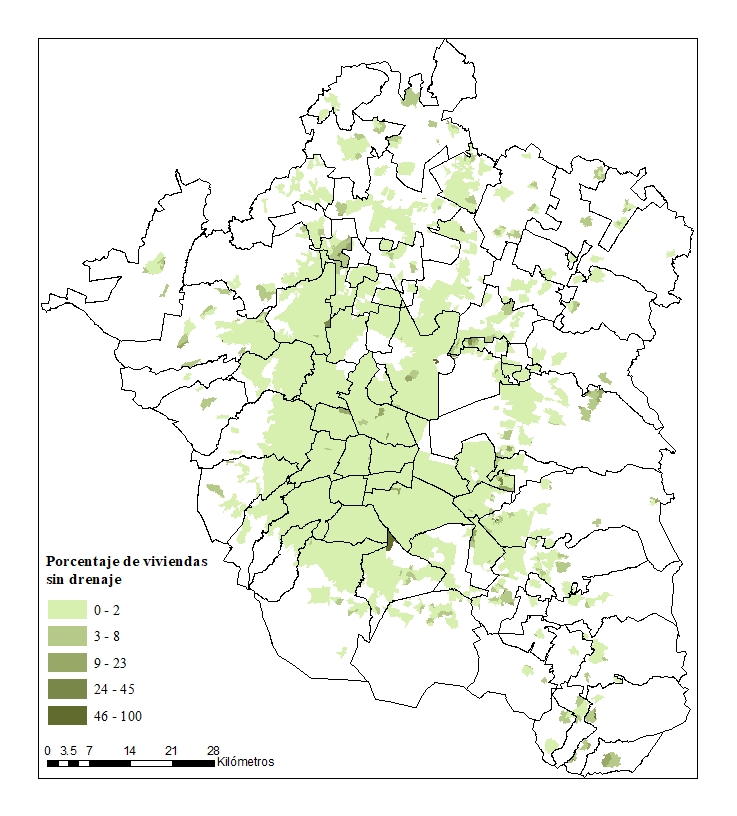 Porcentaje de viviendas
sin drenaje
0 - 2
3 - 8
9 - 23
24 - 45
46 - 100
0 3.5 7 14 21 28
Kilómetros